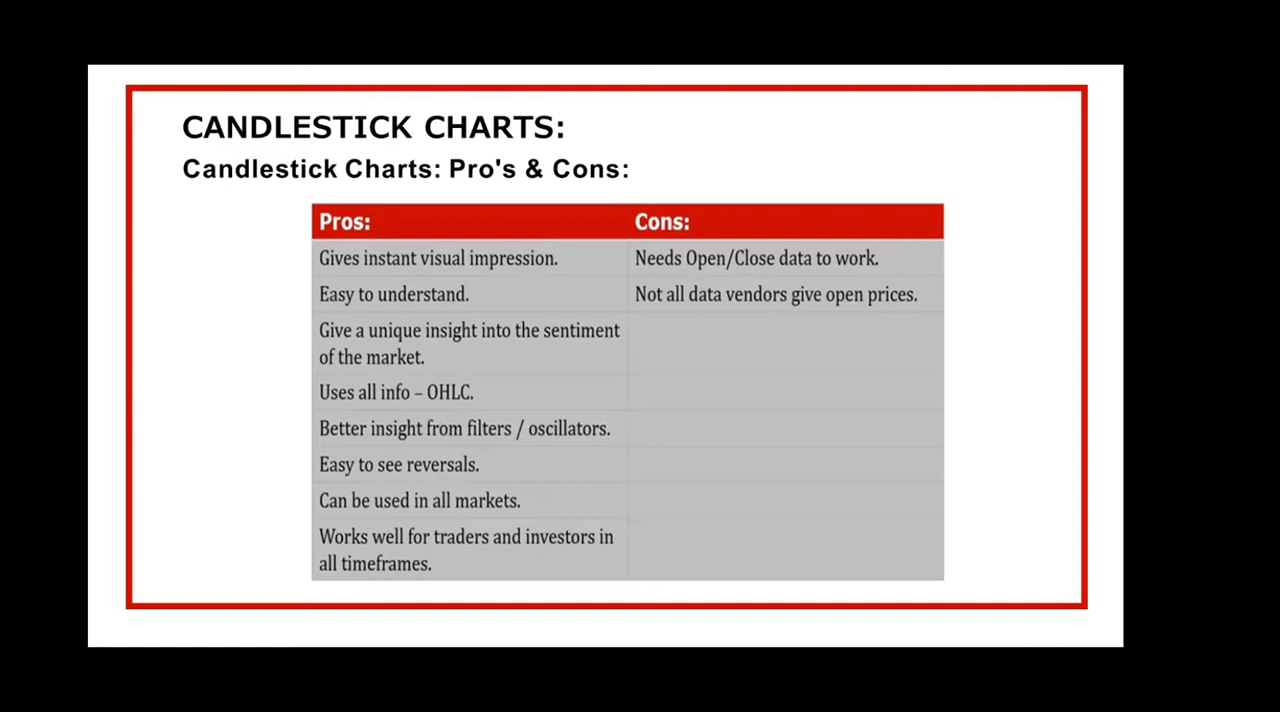 CANDLESTICK CHARTS:
Candlestick Charts: Pro's & Cons:
Pros:
Cons:
Gives instant visual impression.
Needs Open/Close data to work.
Easy to understand.
Not all data vendors give open prices.
Give a unique insight into the sentiment
of the market.
Uses all info – OHLC.
Better insight from filters / oscillators.
Easy to see reversals.
Can be used in all markets.
Works well for traders and investors in
all timeframes.